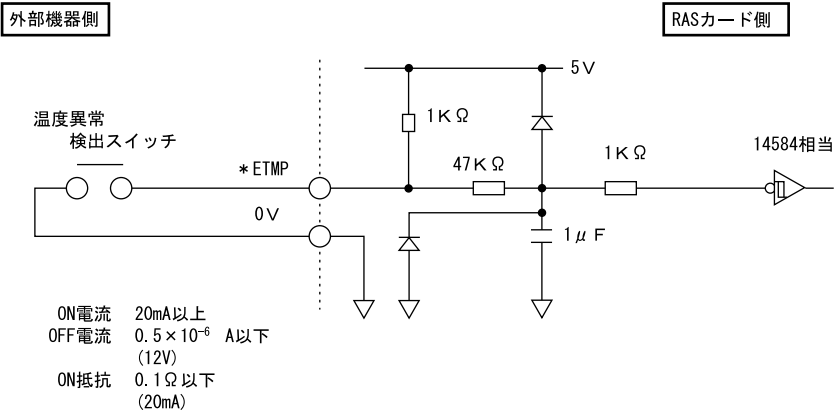 外部機器側
RASカード側
5V
温度異常
検出スイッチ
1KΩ
*ETMP
47KΩ
1KΩ
14584相当
0V
1μF
ON電流 20mA以上
OFF電流 0.5×10⁻⁶ A以下
(12V)
ON抵抗 0.1Ω以下
(20mA)